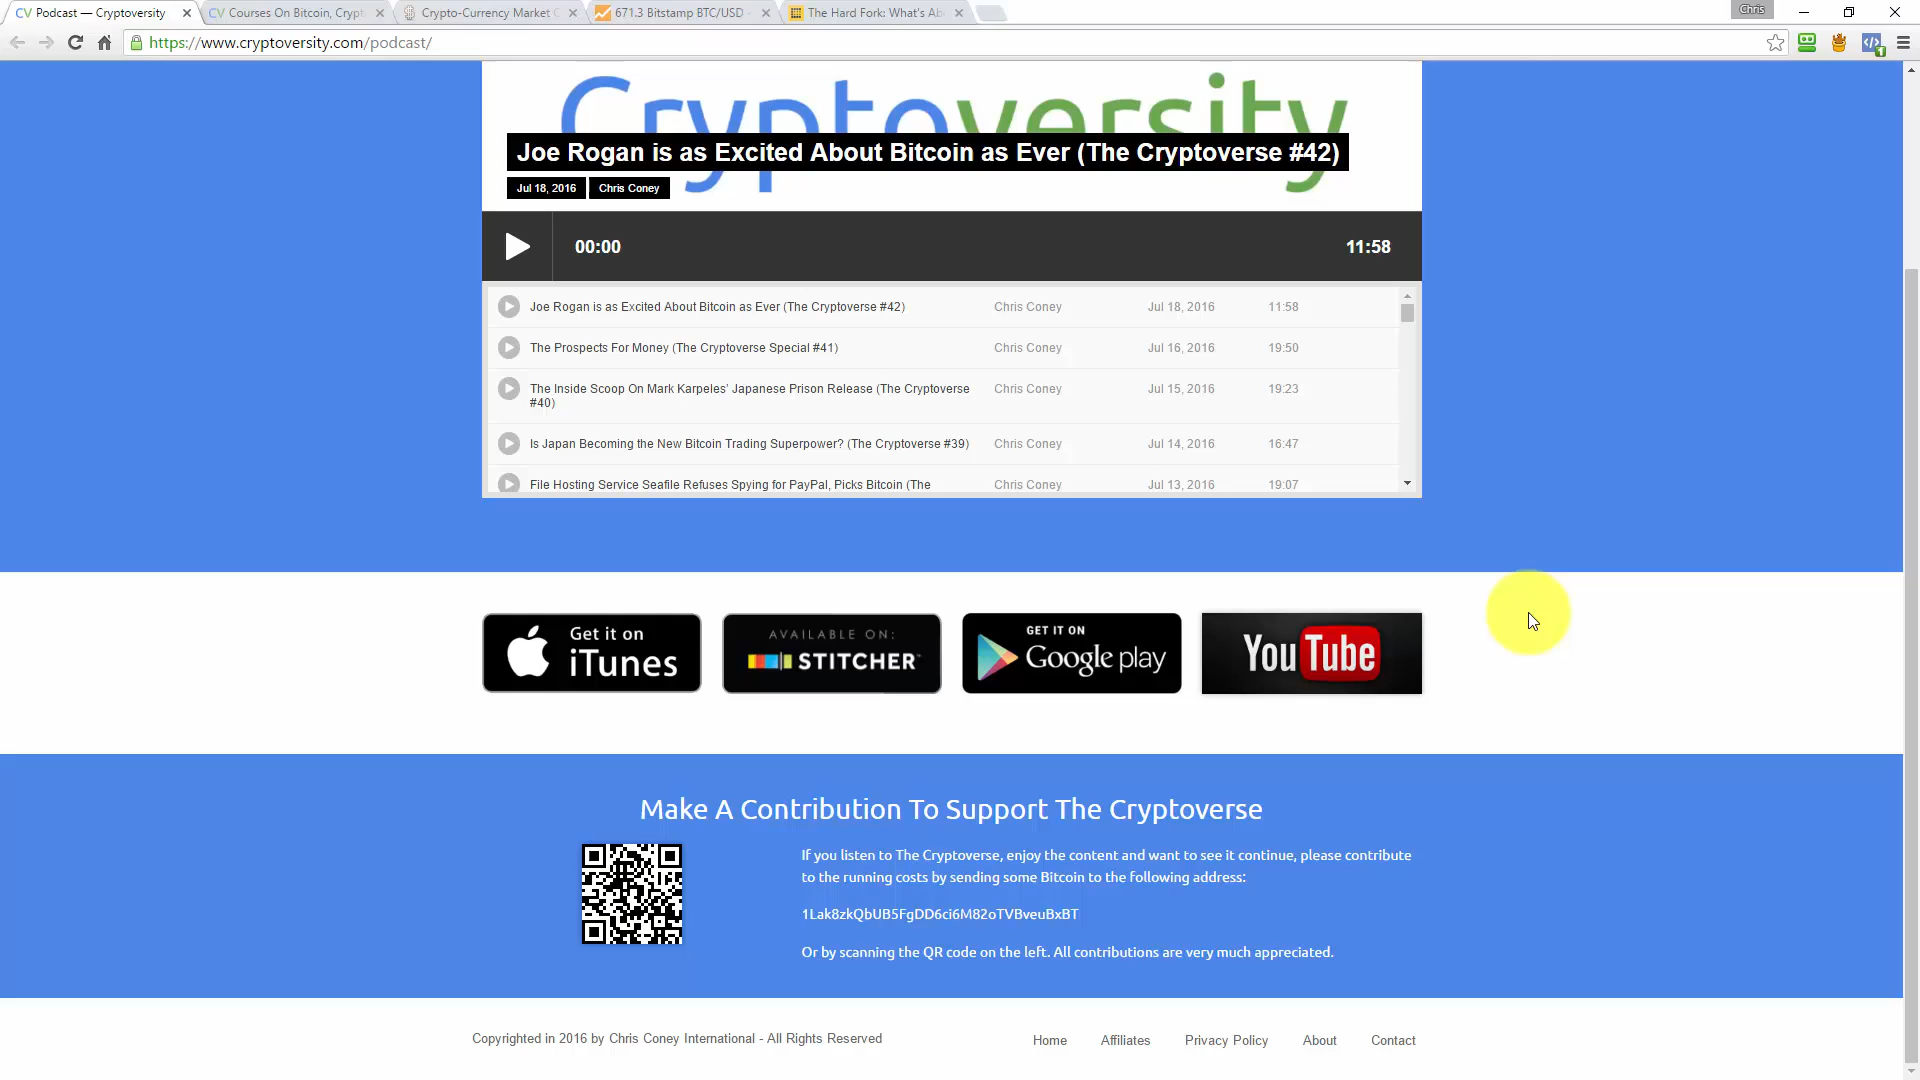 CV Podcast — Cryptoversity
CV Courses On Bitcoin, Crypt
Crypto-Currency Market C
671.3 Bitstamp BTC/USD -
The Hard Fork: What's Ab
Chris
https://www.cryptoversity.com/podcast/
Cryptoversity
Joe Rogan is as Excited About Bitcoin as Ever (The Cryptoverse #42)
Jul 18, 2016 Chris Coney
00:00 11:58
Joe Rogan is as Excited About Bitcoin as Ever (The Cryptoverse #42) Chris Coney Jul 18, 2016 11:58
The Prospects For Money (The Cryptoverse Special #41) Chris Coney Jul 16, 2016 19:50
The Inside Scoop On Mark Karpeles' Japanese Prison Release (The Cryptoverse Chris Coney Jul 15, 2016 19:23
#40)
Is Japan Becoming the New Bitcoin Trading Superpower? (The Cryptoverse #39) Chris Coney Jul 14, 2016 16:47
File Hosting Service Seafile Refuses Spying for PayPal, Picks Bitcoin (The Chris Coney Jul 13, 2016 19:07
Get it on
iTunes
AVAILABLE ON:
STITCHER
GET IT ON
Google play
YouTube
Make A Contribution To Support The Cryptoverse
If you listen to The Cryptoverse, enjoy the content and want to see it continue, please contribute
to the running costs by sending some Bitcoin to the following address:
1Lak8zkQbUB5FgDD6ci6M82oTVBveuBxBT
Or by scanning the QR code on the left. All contributions are very much appreciated.
Copyrighted in 2016 by Chris Coney International - All Rights Reserved
Home Affiliates Privacy Policy About Contact